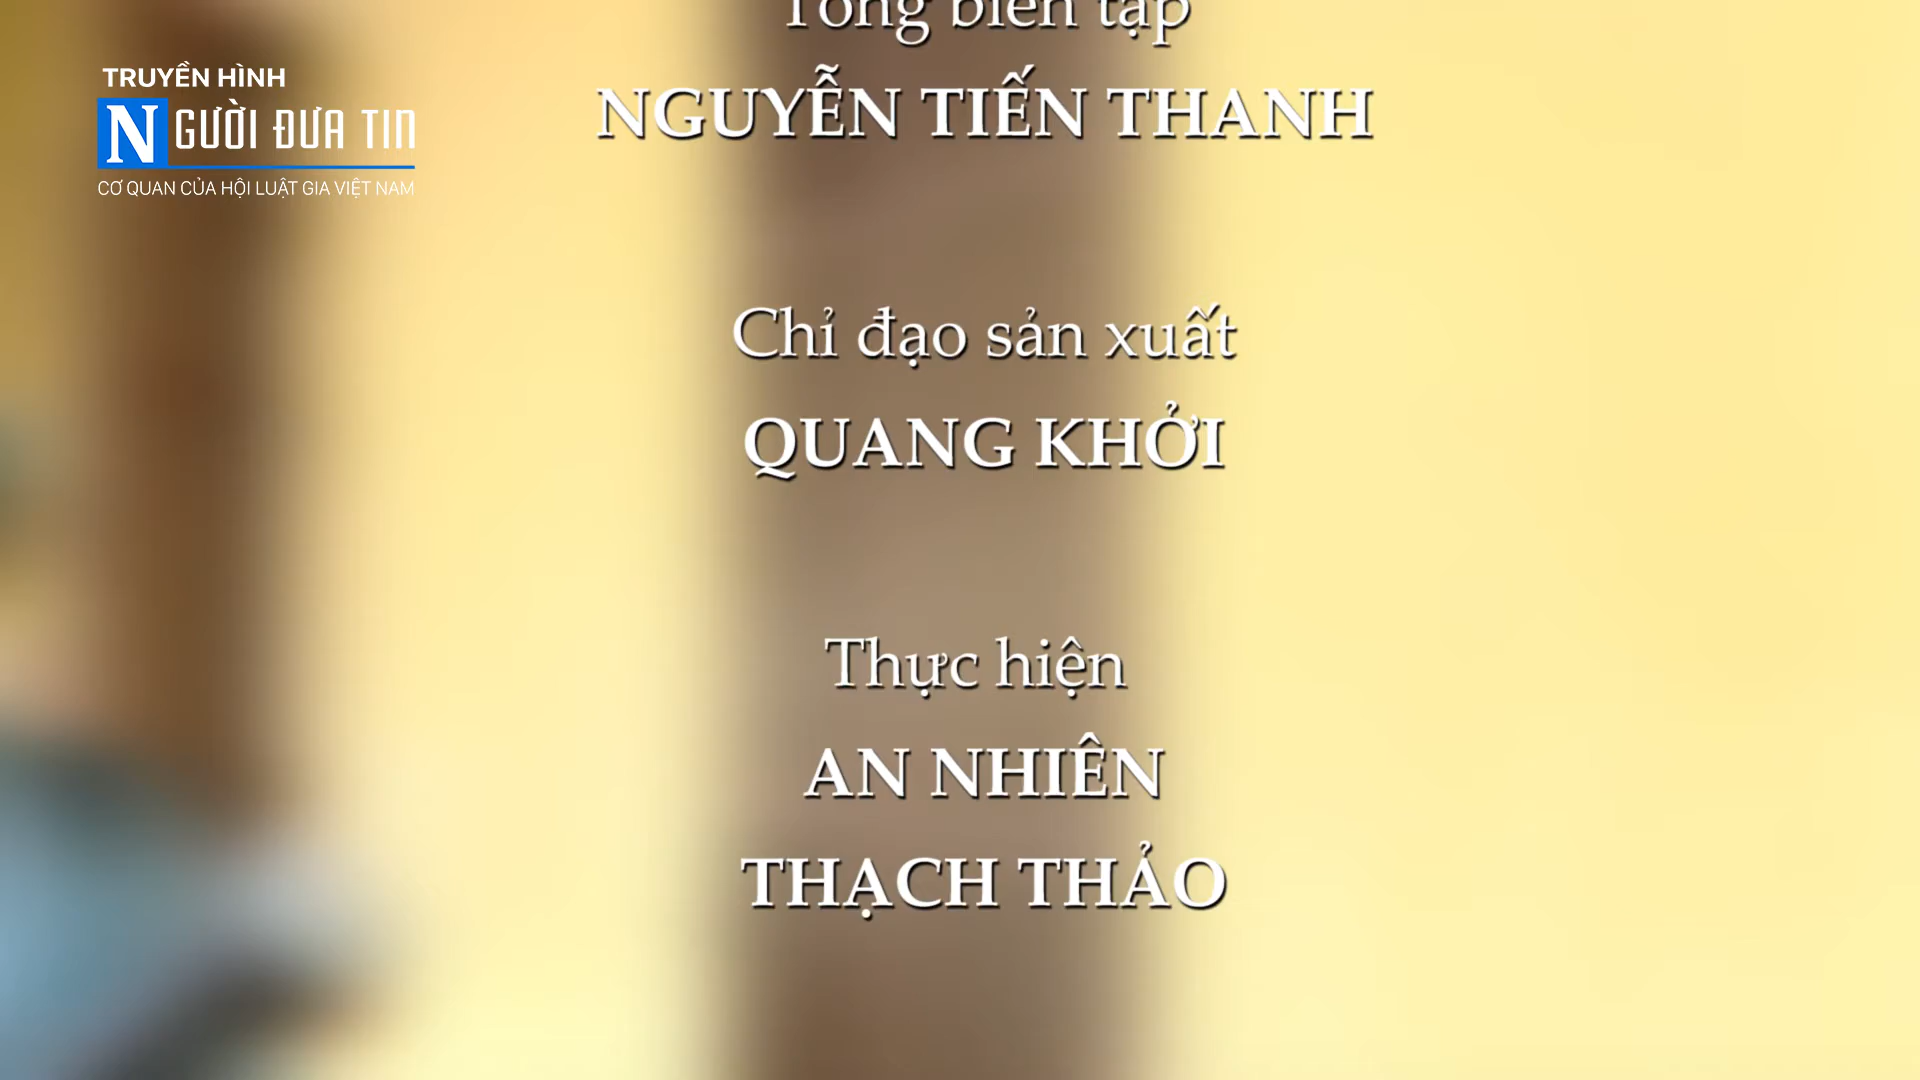 TRUYỀN HÌNH
NGƯỜI ĐƯA TIN
CƠ QUAN CỦA HỘI LUẬT GIA VIỆT NAM
Tổng biên tập
NGUYỄN TIẾN THANH
Chỉ đạo sản xuất
QUANG KHỞI
Thực hiện
AN NHIÊN
THẠCH THẢO